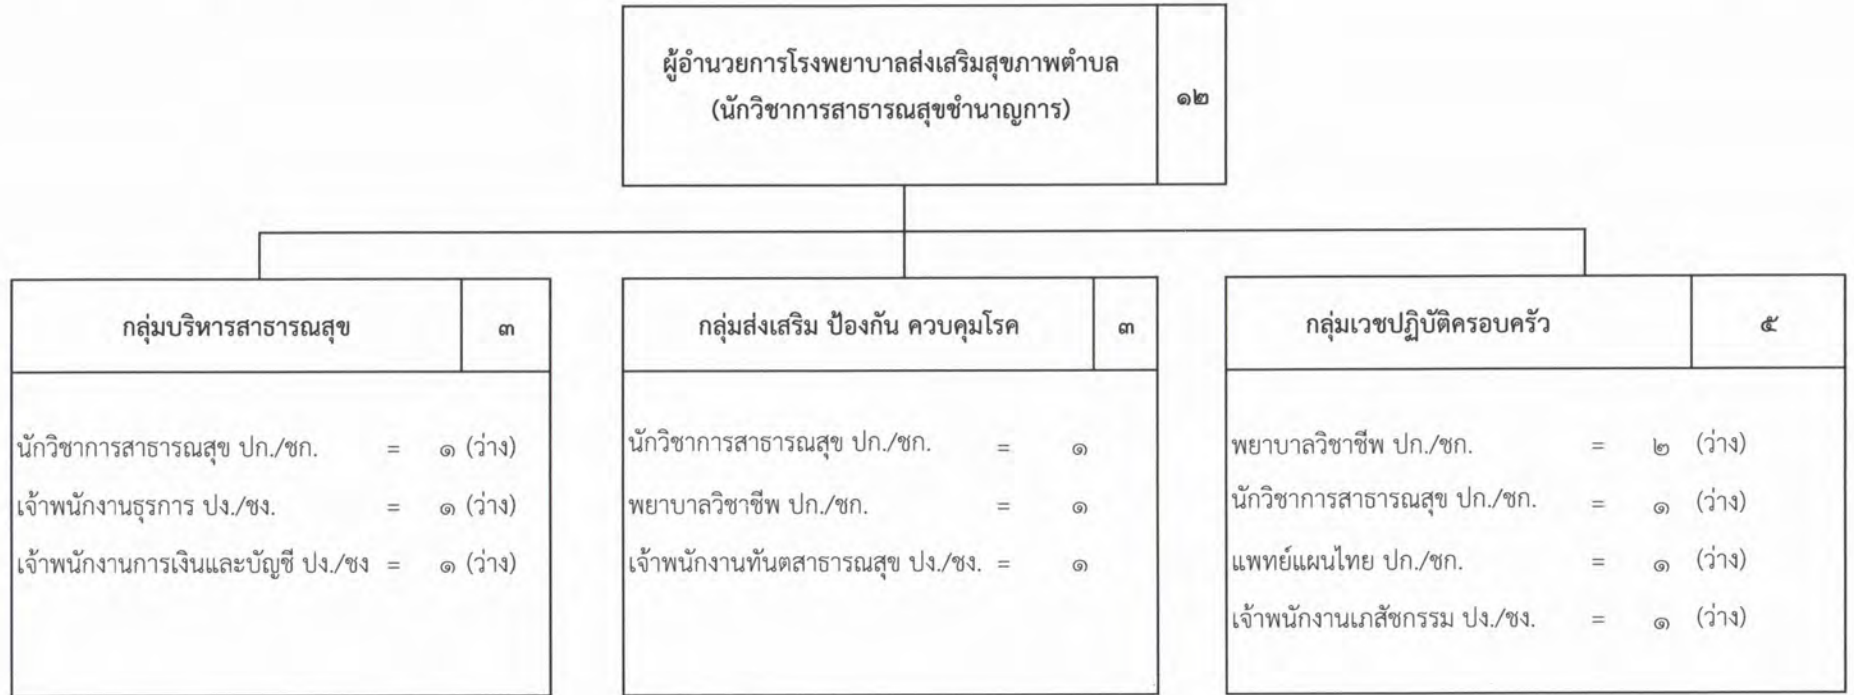 ผู้อำนวยการโรงพยาบาลส่งเสริมสุขภาพตำบล
(นักวิชาการสาธารณสุขชำนาญการ)
๑๒
กลุ่มบริหารสาธารณสุข ๓
นักวิชาการสาธารณสุข ปก./ชก. = ๑ (ว่าง)
เจ้าพนักงานธุรการ ปง./ชง. = ๑ (ว่าง)
เจ้าพนักงานการเงินและบัญชี ปง./ชง = ๑ (ว่าง)
กลุ่มส่งเสริม ป้องกัน ควบคุมโรค ๓
นักวิชาการสาธารณสุข ปก./ชก. = ๑
พยาบาลวิชาชีพ ปก./ชก. = ๑
เจ้าพนักงานทันตสาธารณสุข ปง./ชง. = ๑
กลุ่มเวชปฏิบัติครอบครัว ๕
พยาบาลวิชาชีพ ปก./ชก. = ๒ (ว่าง)
นักวิชาการสาธารณสุข ปก./ชก. = ๑ (ว่าง)
แพทย์แผนไทย ปก./ชก. = ๑ (ว่าง)
เจ้าพนักงานเภสัชกรรม ปง./ชง. = ๑ (ว่าง)